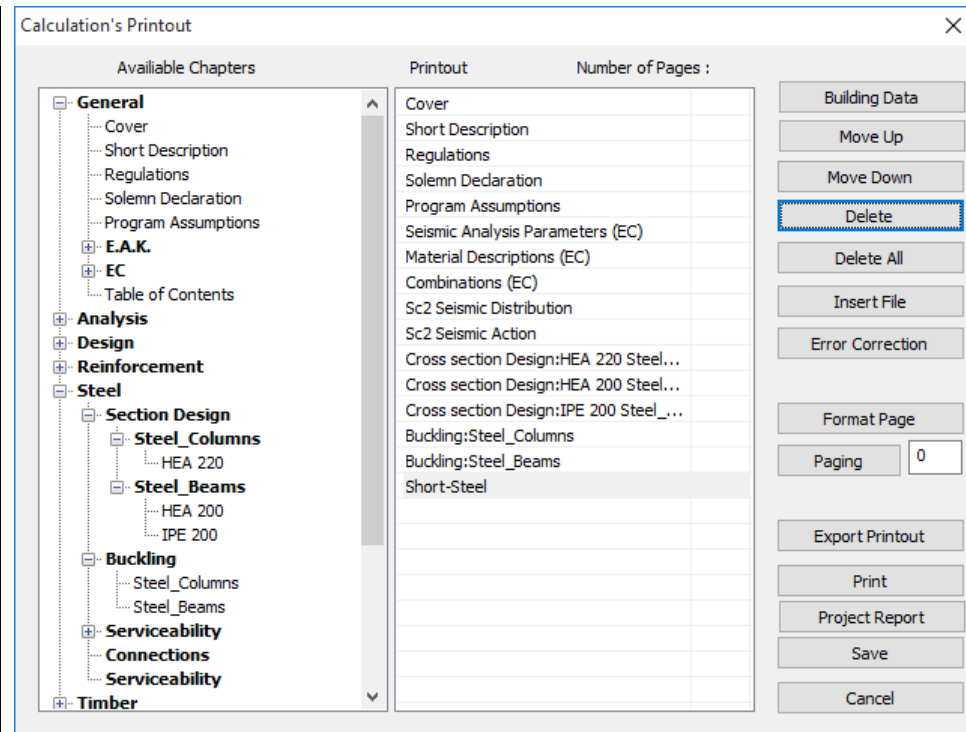 Calculation's Printout
Availiable Chapters
Printout
Number of Pages :
General
Cover
Short Description
Regulations
Solemn Declaration
Program Assumptions
E.A.K.
EC
Table of Contents
Analysis
Design
Reinforcement
Steel
Section Design
Steel_Columns
HEA 220
Steel_Beams
HEA 200
IPE 200
Buckling
Steel_Columns
Steel_Beams
Serviceability
Connections
Serviceability
Timber
Cover
Short Description
Regulations
Solemn Declaration
Program Assumptions
Seismic Analysis Parameters (EC)
Material Descriptions (EC)
Combinations (EC)
Sc2 Seismic Distribution
Sc2 Seismic Action
Cross section Design:HEA 220 Steel...
Cross section Design:HEA 200 Steel...
Cross section Design:IPE 200 Steel_...
Buckling:Steel_Columns
Buckling:Steel_Beams
Short-Steel
Building Data
Move Up
Move Down
Delete
Delete All
Insert File
Error Correction
Format Page
Paging 0
Export Printout
Print
Project Report
Save
Cancel